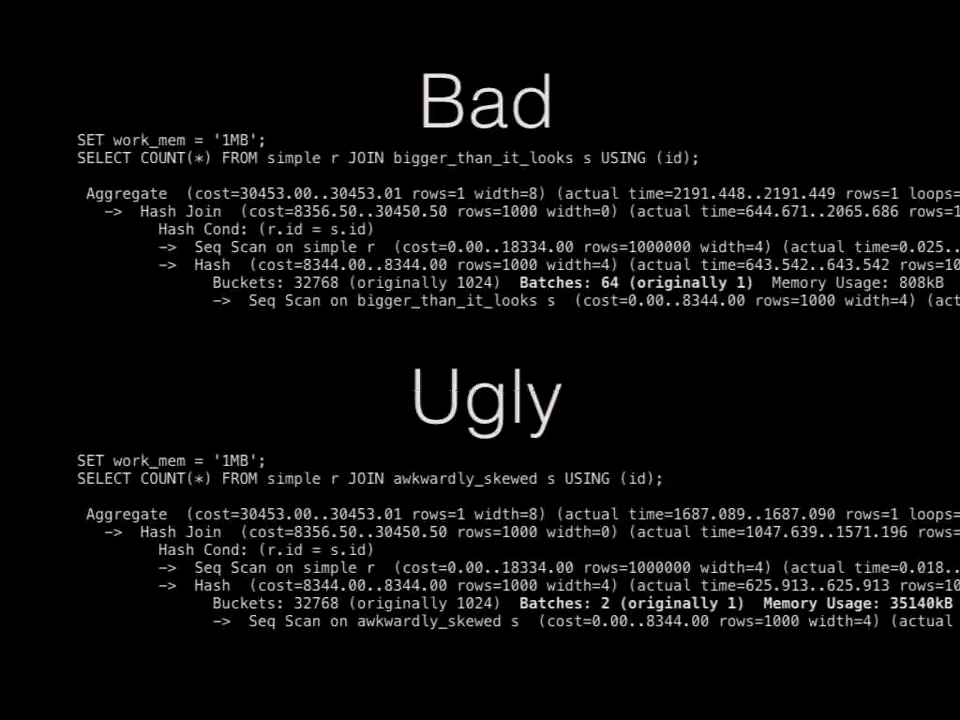 Bad
SET work_mem = '1MB';
SELECT COUNT(*) FROM simple r JOIN bigger_than_it_looks s USING (id);
Aggregate  (cost=30453.00..30453.01 rows=1 width=8) (actual time=2191.448..2191.449 rows=1 loops=
->  Hash Join  (cost=8356.50..30450.50 rows=1000 width=0) (actual time=644.671..2065.686 rows=1
Hash Cond: (r.id = s.id)
->  Seq Scan on simple r  (cost=0.00..18334.00 rows=1000000 width=4) (actual time=0.025..
->  Hash  (cost=8344.00..8344.00 rows=1000 width=4) (actual time=643.542..643.542 rows=10
Buckets: 32768 (originally 1024)  Batches: 64 (originally 1)  Memory Usage: 808kB
->  Seq Scan on bigger_than_it_looks s  (cost=0.00..8344.00 rows=1000 width=4) (act
Ugly
SET work_mem = '1MB';
SELECT COUNT(*) FROM simple r JOIN awkwardly_skewed s USING (id);
Aggregate  (cost=30453.00..30453.01 rows=1 width=8) (actual time=1687.089..1687.090 rows=1 loops=
->  Hash Join  (cost=8356.50..30450.50 rows=1000 width=0) (actual time=1047.639..1571.196 rows=
Hash Cond: (r.id = s.id)
->  Seq Scan on simple r  (cost=0.00..18334.00 rows=1000000 width=4) (actual time=0.018..
->  Hash  (cost=8344.00..8344.00 rows=1000 width=4) (actual time=625.913..625.913 rows=10
Buckets: 32768 (originally 1024)  Batches: 2 (originally 1)  Memory Usage: 35140kB
->  Seq Scan on awkwardly_skewed s  (cost=0.00..8344.00 rows=1000 width=4) (actual